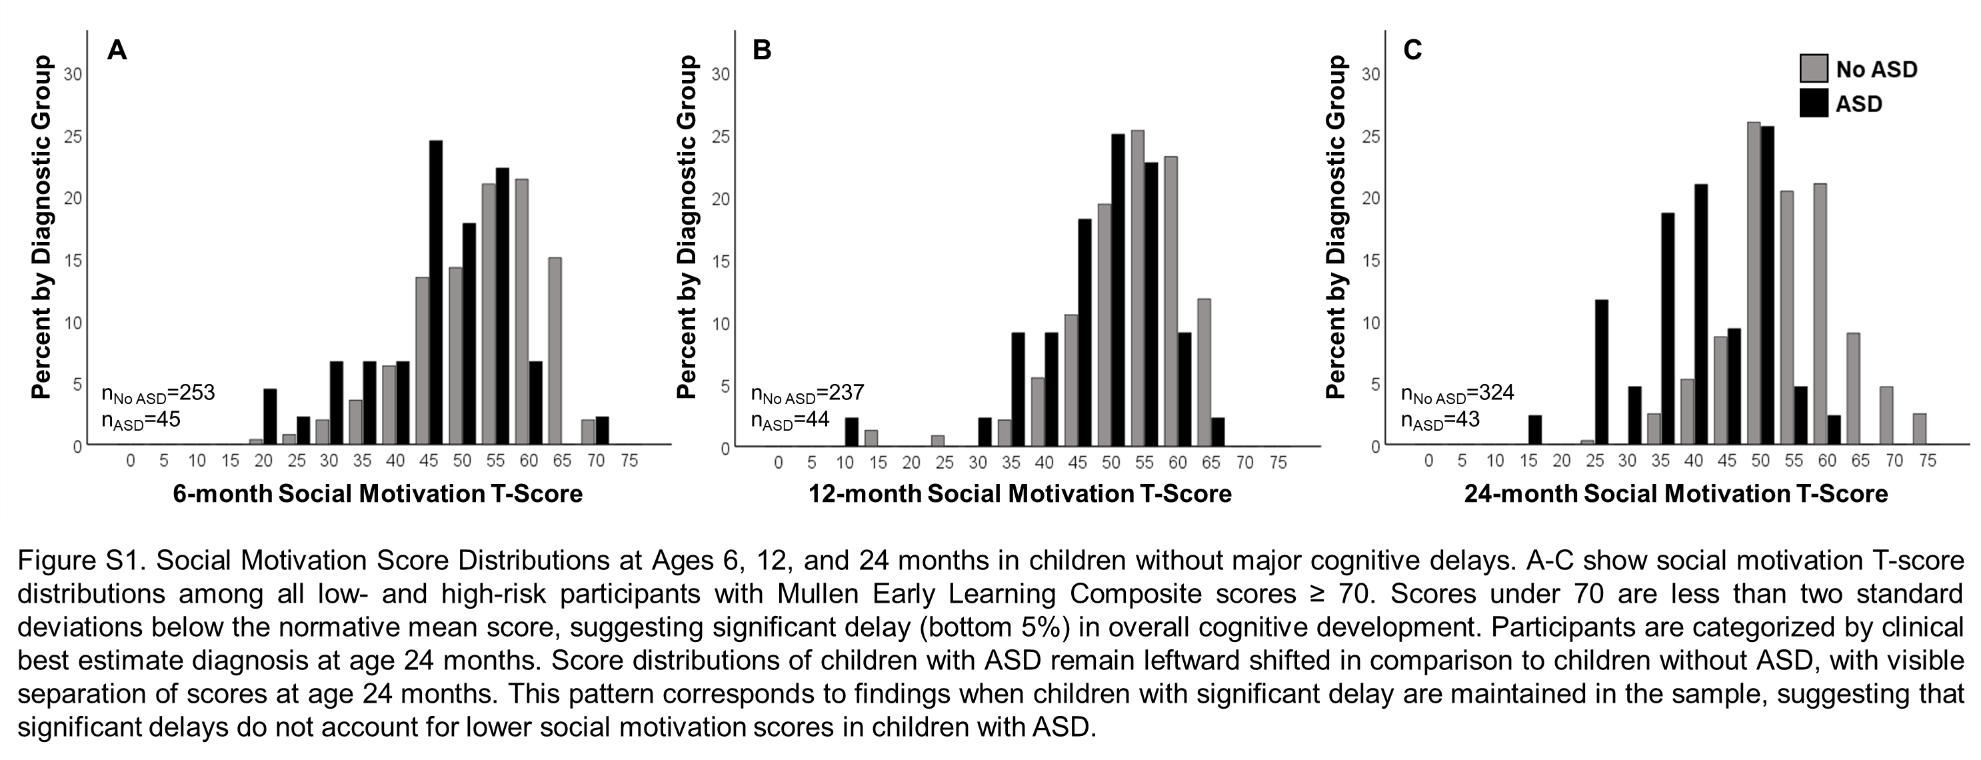 A
Percent by Diagnostic Group
30
25
20
15
10
5
0
nNo ASD=253
nASD=45
0 5 10 15 20 25 30 35 40 45 50 55 60 65 70 75
6-month Social Motivation T-Score
B
Percent by Diagnostic Group
30
25
20
15
10
5
0
nNo ASD=237
nASD=44
0 5 10 15 20 25 30 35 40 45 50 55 60 65 70 75
12-month Social Motivation T-Score
C
No ASD
ASD
Percent by Diagnostic Group
30
25
20
15
10
5
0
nNo ASD=324
nASD=43
0 5 10 15 20 25 30 35 40 45 50 55 60 65 70 75
24-month Social Motivation T-Score
Figure S1. Social Motivation Score Distributions at Ages 6, 12, and 24 months in children without major cognitive delays. A-C show social motivation T-score
distributions among all low- and high-risk participants with Mullen Early Learning Composite scores ≥ 70. Scores under 70 are less than two standard
deviations below the normative mean score, suggesting significant delay (bottom 5%) in overall cognitive development. Participants are categorized by clinical
best estimate diagnosis at age 24 months. Score distributions of children with ASD remain leftward shifted in comparison to children without ASD, with visible
separation of scores at age 24 months. This pattern corresponds to findings when children with significant delay are maintained in the sample, suggesting that
significant delays do not account for lower social motivation scores in children with ASD.